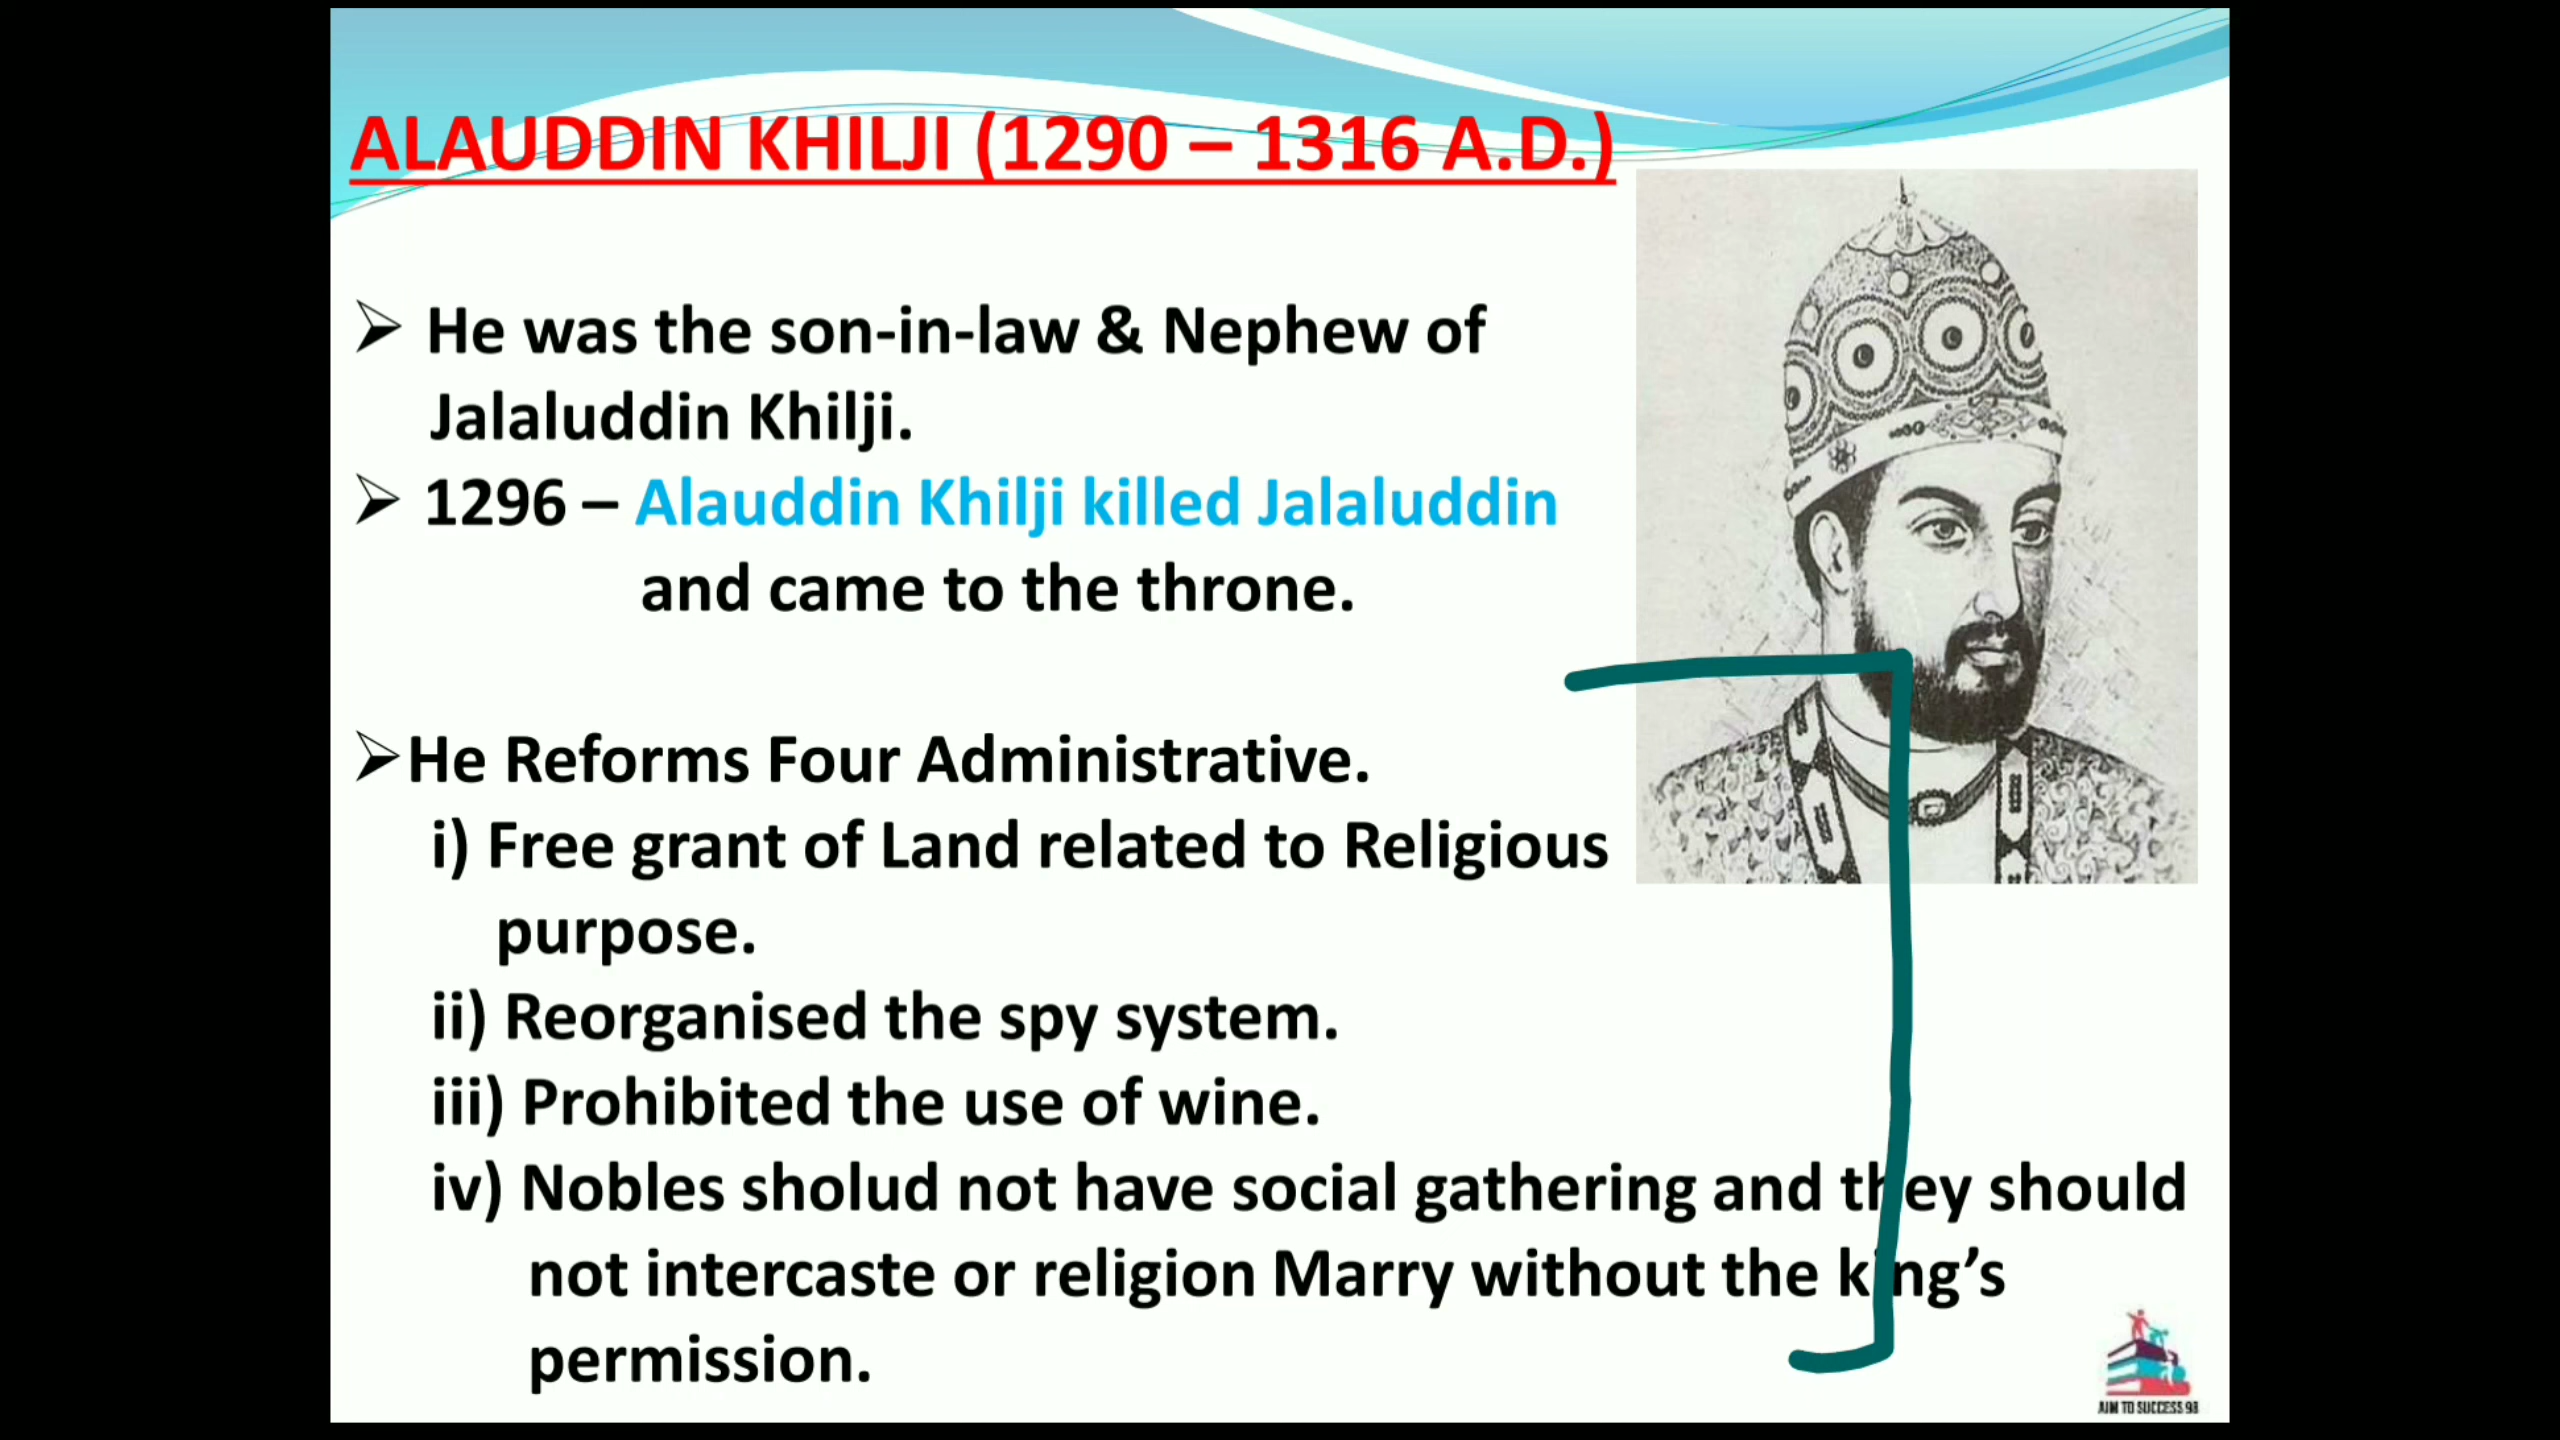 ALAUDDIN KHILJI (1290 – 1316 A.D.)
➢ He was the son-in-law & Nephew of
Jalaluddin Khilji.
➢ 1296 – Alauddin Khilji killed Jalaluddin
and came to the throne.
➢He Reforms Four Administrative.
i) Free grant of Land related to Religious
purpose.
ii) Reorganised the spy system.
iii) Prohibited the use of wine.
iv) Nobles sholud not have social gathering and they should
not intercaste or religion Marry without the king’s
permission.
AIM TO SUCCESS 98